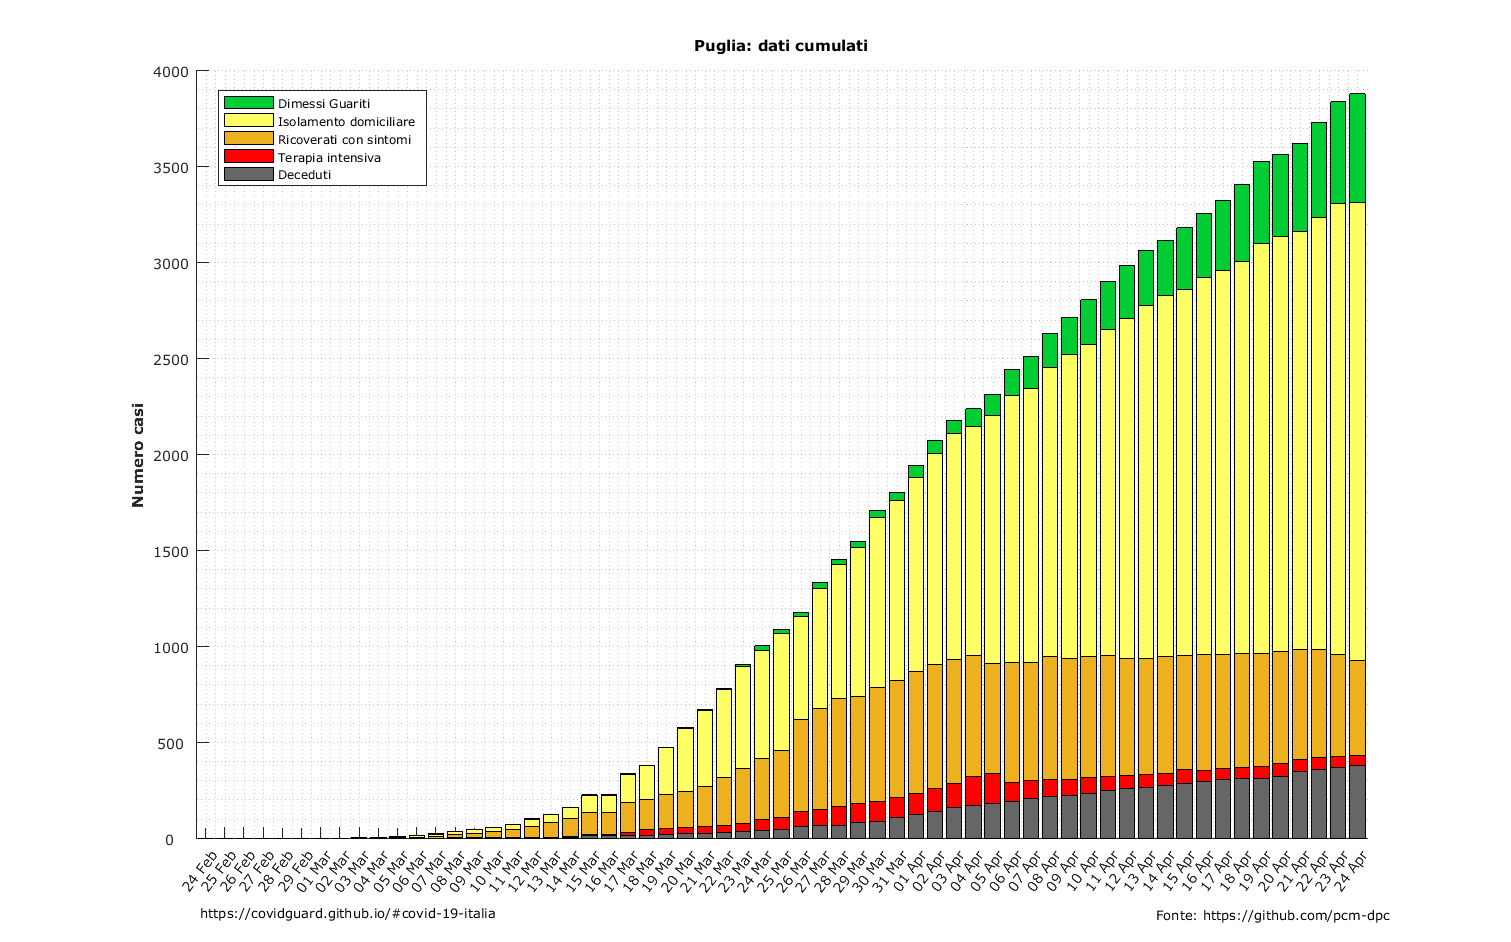 Puglia: dati cumulati
4000
3500
3000
2500
2000
1500
1000
500
0
Numero casi
Dimessi Guariti
Isolamento domiciliare
Ricoverati con sintomi
Terapia intensiva
Deceduti
24 Feb
25 Feb
26 Feb
27 Feb
28 Feb
29 Feb
01 Mar
02 Mar
03 Mar
04 Mar
05 Mar
06 Mar
07 Mar
08 Mar
09 Mar
10 Mar
11 Mar
12 Mar
13 Mar
14 Mar
15 Mar
16 Mar
17 Mar
18 Mar
19 Mar
20 Mar
21 Mar
22 Mar
23 Mar
24 Mar
25 Mar
26 Mar
27 Mar
28 Mar
29 Mar
30 Mar
31 Mar
01 Apr
02 Apr
03 Apr
04 Apr
05 Apr
06 Apr
07 Apr
08 Apr
09 Apr
10 Apr
11 Apr
12 Apr
13 Apr
14 Apr
15 Apr
16 Apr
17 Apr
18 Apr
19 Apr
20 Apr
21 Apr
22 Apr
23 Apr
24 Apr
https://covidguard.github.io/#covid-19-italia
Fonte: https://github.com/pcm-dpc